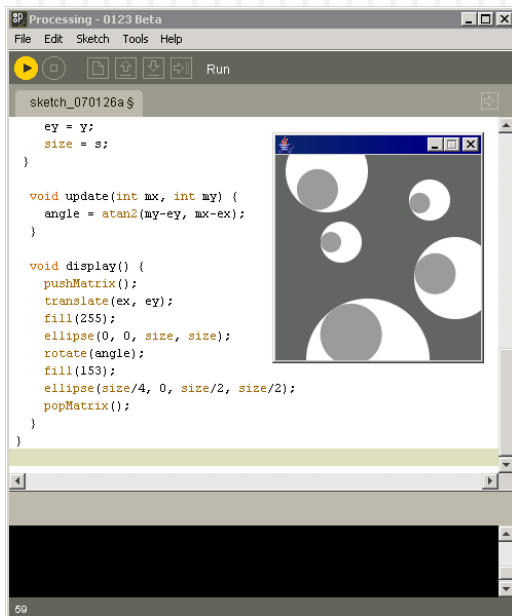 Processing - 0123 Beta
File Edit Sketch Tools Help
Run
sketch_070126a §
ey = y;
size = s;
}
void update(int mx, int my) {
angle = atan2(my-ey, mx-ex);
}
void display() {
pushMatrix();
translate(ex, ey);
fill(255);
ellipse(0, 0, size, size);
rotate(angle);
fill(153);
ellipse(size/4, 0, size/2, size/2);
popMatrix();
}
}
59